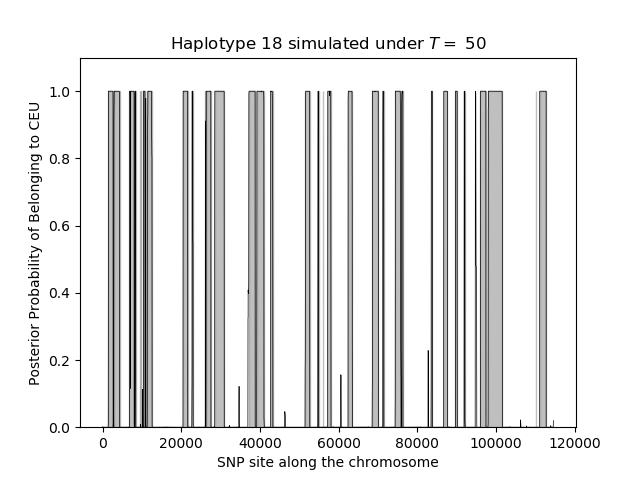 Haplotype 18 simulated under T = 50
Posterior Probability of Belonging to CEU
1.0
0.8
0.6
0.4
0.2
0.0
0 20000 40000 60000 80000 100000 120000
SNP site along the chromosome